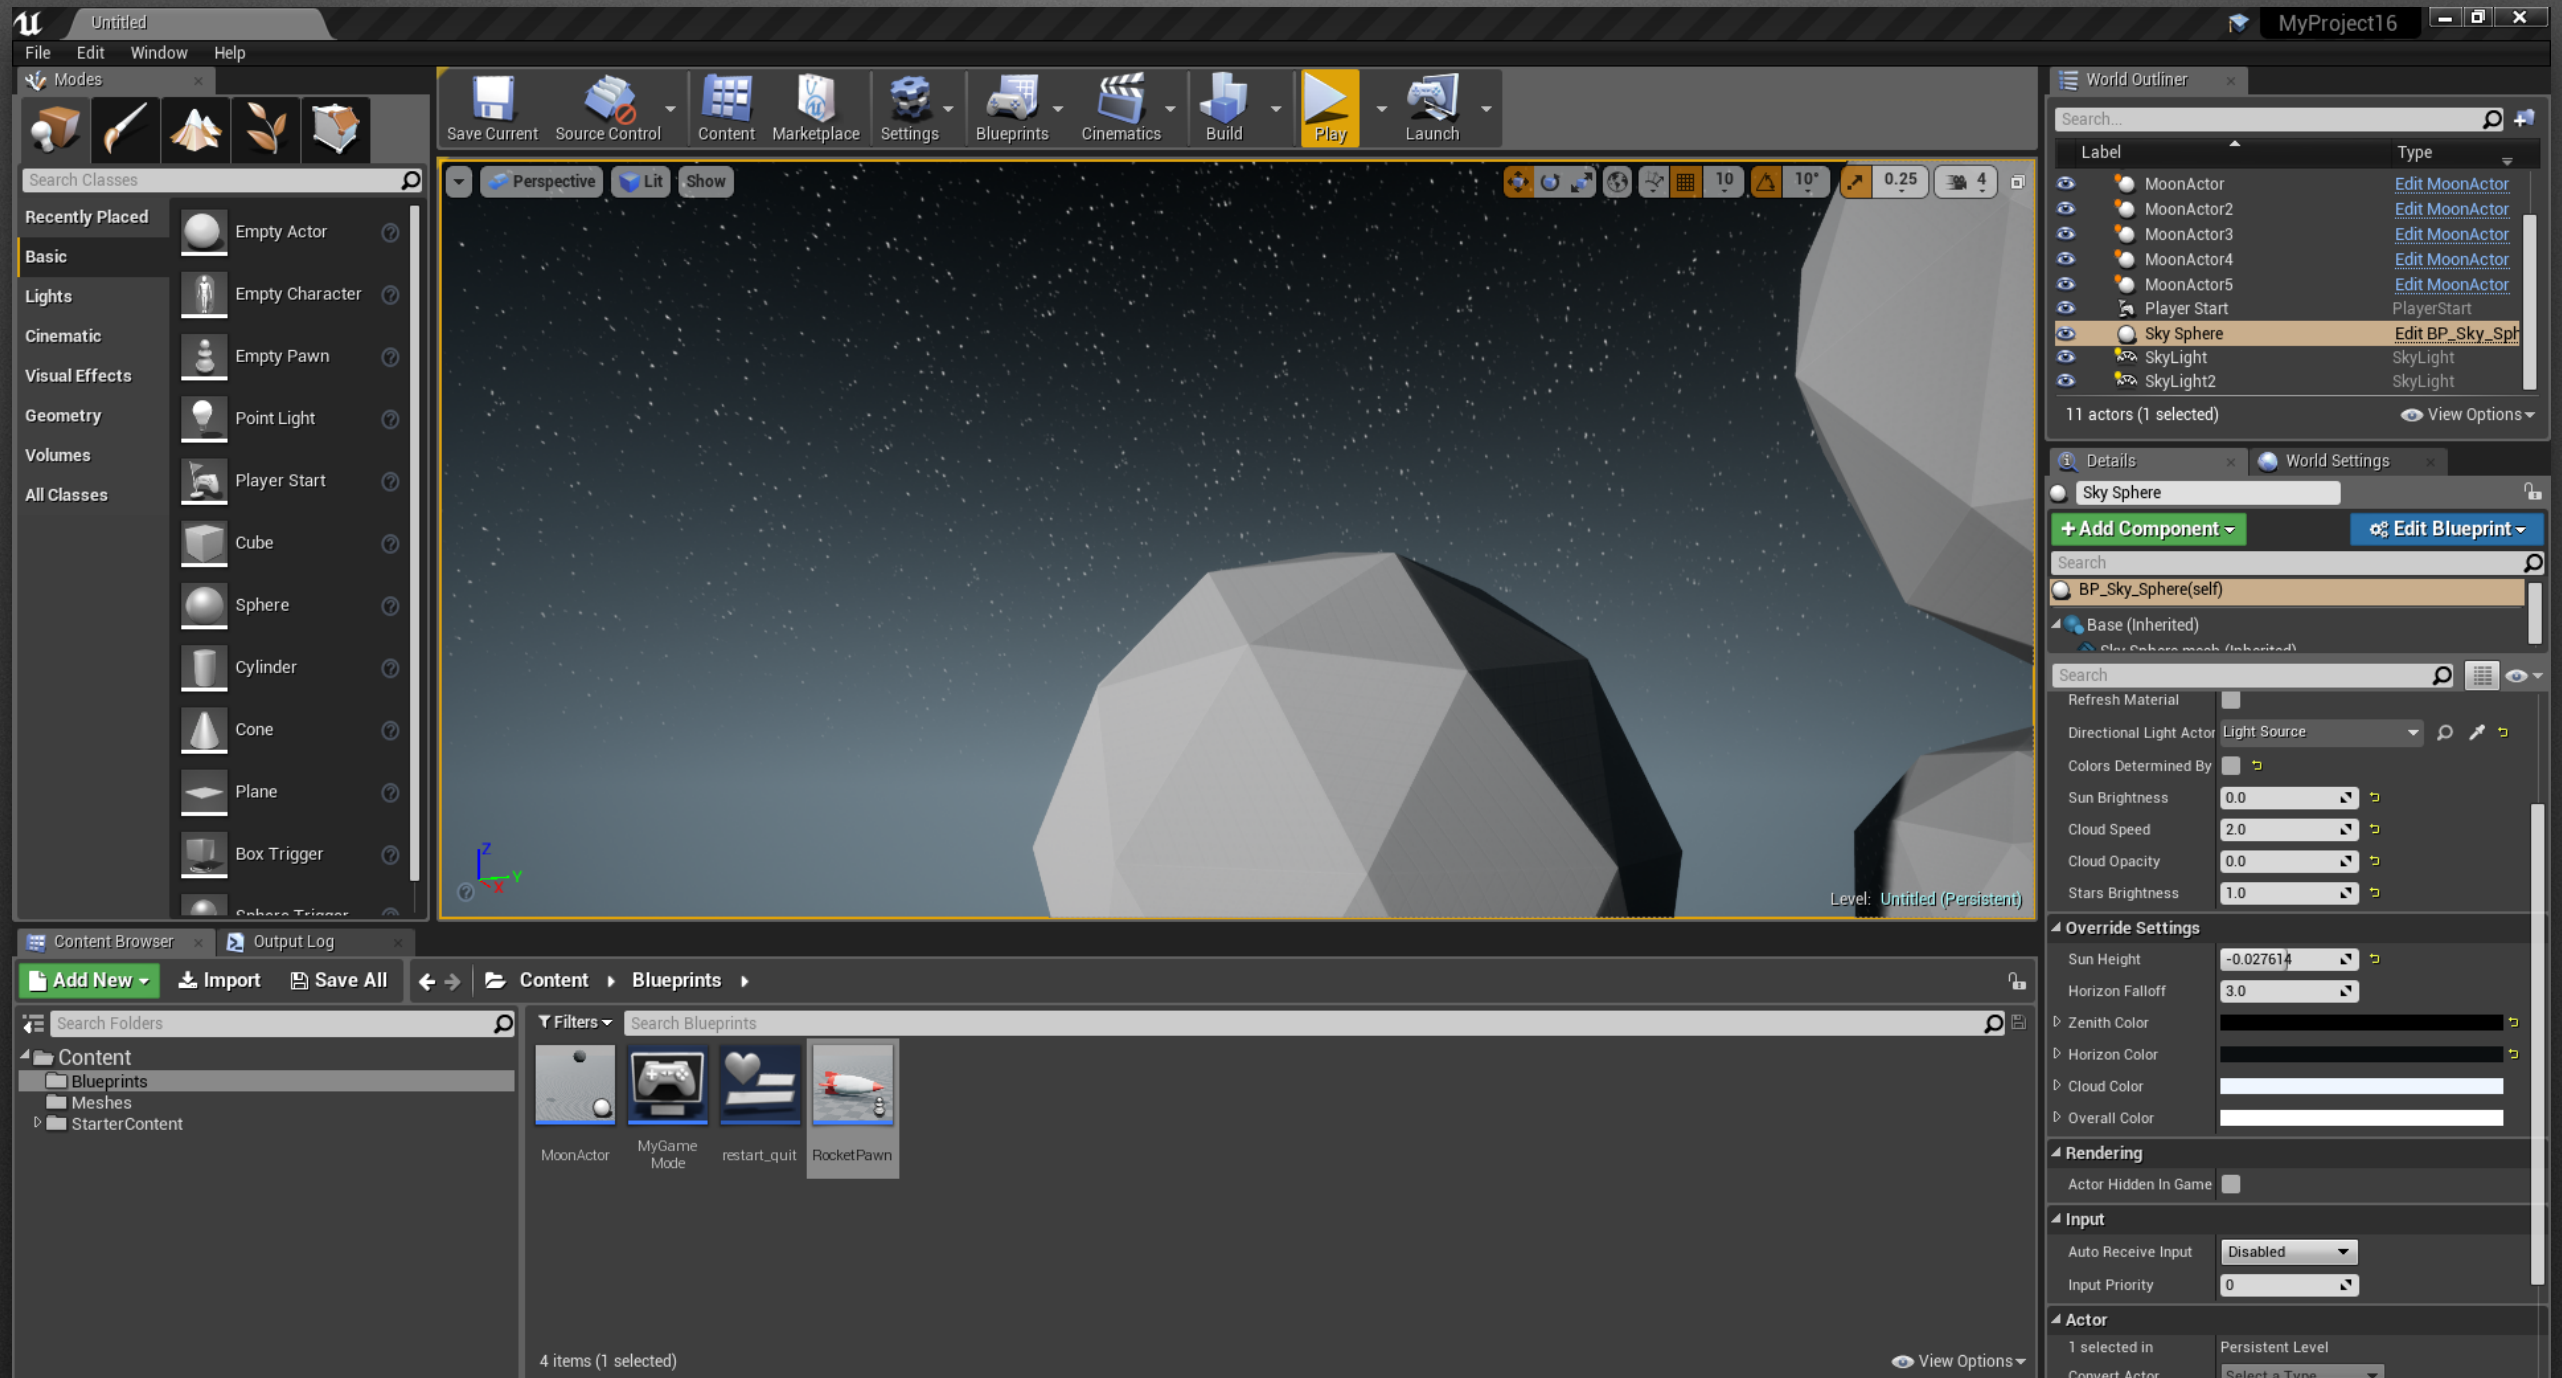 Untitled
MyProject16
File Edit Window Help
Modes
Search Classes
Recently Placed
Basic
Lights
Cinematic
Visual Effects
Geometry
Volumes
All Classes
Empty Actor
Empty Character
Empty Pawn
Point Light
Player Start
Cube
Sphere
Cylinder
Cone
Plane
Box Trigger
Sphere Trigger
Save Current
Source Control
Content
Marketplace
Settings
Blueprints
Cinematics
Build
Play
Launch
Perspective
Lit
Show
10
10°
0.25
4
Z
Y
X
Level: Untitled (Persistent)
World Outliner
Search...
Label Type
MoonActor Edit MoonActor
MoonActor2 Edit MoonActor
MoonActor3 Edit MoonActor
MoonActor4 Edit MoonActor
MoonActor5 Edit MoonActor
Player Start PlayerStart
Sky Sphere Edit BP_Sky_Sph
SkyLight SkyLight
SkyLight2 SkyLight
11 actors (1 selected) View Options
Details World Settings
Sky Sphere
+ Add Component Edit Blueprint
Search
BP_Sky_Sphere(self)
Base (Inherited)
Sky Sphere mesh (Inherited)
Search
Refresh Material
Directional Light Actor Light Source
Colors Determined By
Sun Brightness 0.0
Cloud Speed 2.0
Cloud Opacity 0.0
Stars Brightness 1.0
Override Settings
Sun Height -0.027614
Horizon Falloff 3.0
Zenith Color
Horizon Color
Cloud Color
Overall Color
Rendering
Actor Hidden In Game
Input
Auto Receive Input Disabled
Input Priority 0
Actor
1 selected in Persistent Level
Convert Actor Select a Type
Content Browser Output Log
Add New Import Save All Content Blueprints
Search Folders
Content
Blueprints
Meshes
StarterContent
Filters Search Blueprints
MoonActor
MyGame
Mode
restart_quit
RocketPawn
4 items (1 selected) View Options